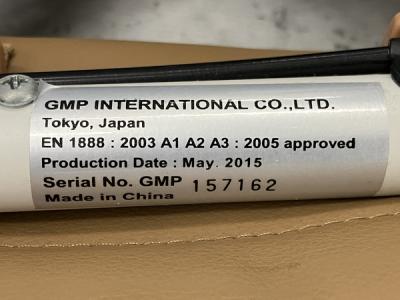 GMP INTERNATIONAL CO.,LTD.
Tokyo, Japan
EN 1888 : 2003 A1 A2 A3 : 2005 approved
Production Date : May. 2015
Serial No. GMP 157162
Made in China